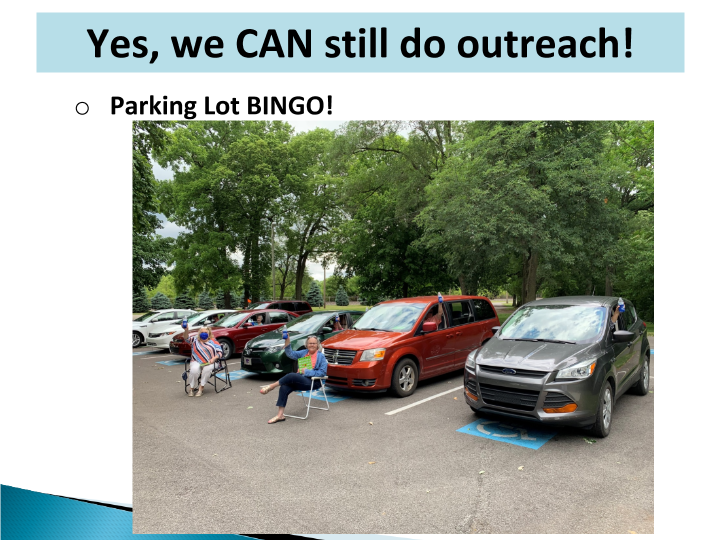 Yes, we CAN still do outreach!
o Parking Lot BINGO!